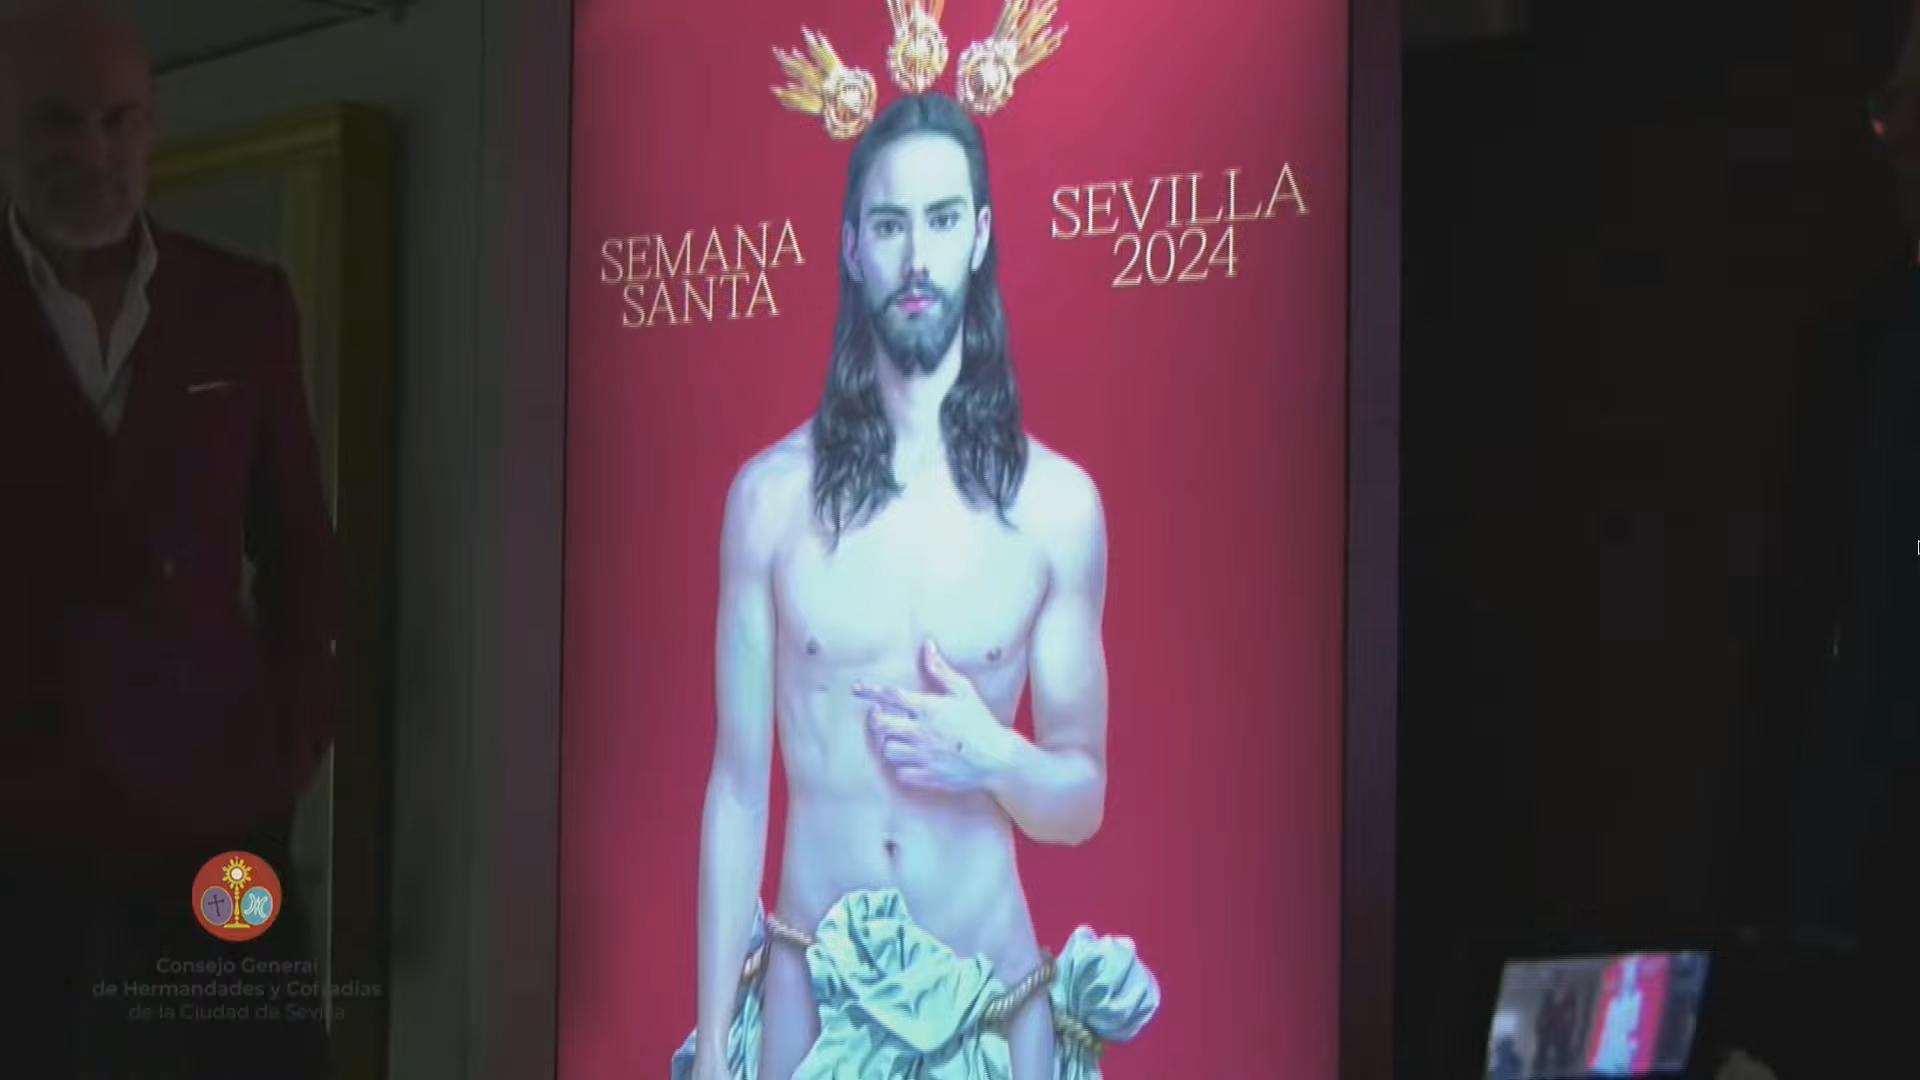 SEMANA
SANTA
SEVILLA
2024
Consejo General
de Hermandades y Cofradías
de la Ciudad de Sevilla